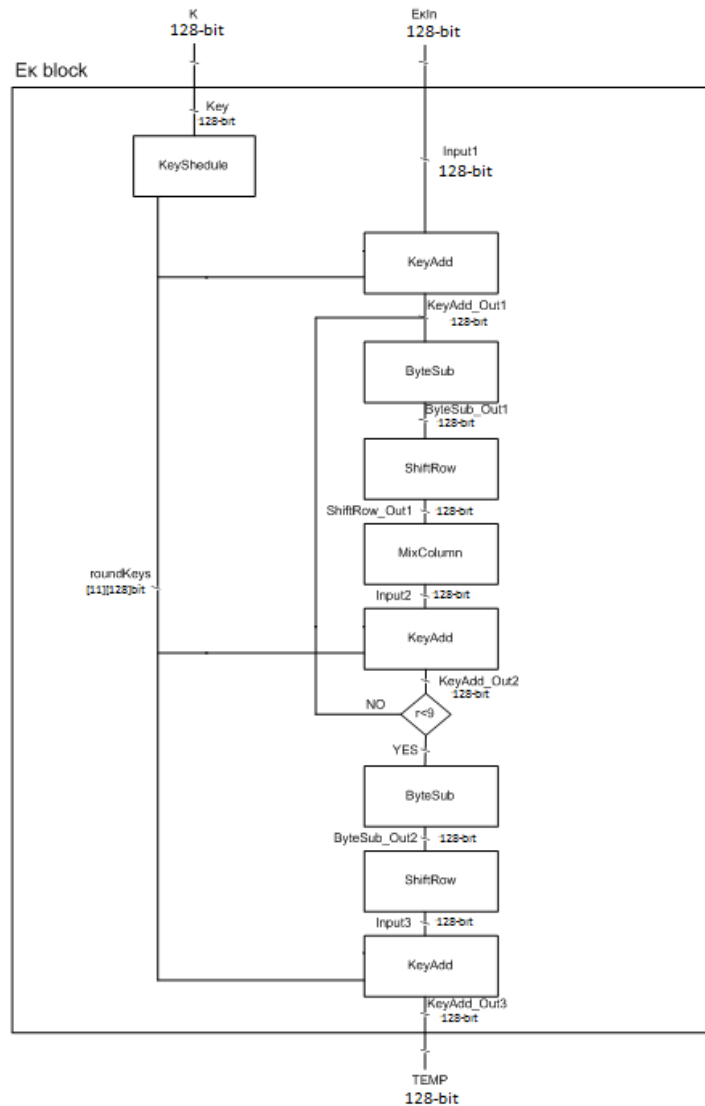 K
128-bit
EKIn
128-bit
EK block
Key
128-bit
Input1
128-bit
KeyShedule
KeyAdd
KeyAdd_Out1
128-bit
ByteSub
ByteSub_Out1
128-bit
ShiftRow
ShiftRow_Out1
128-bit
MixColumn
roundKeys
[11][128]bit
Input2
128-bit
KeyAdd
KeyAdd_Out2
128-bit
NO
r<9
YES
ByteSub
ByteSub_Out2
128-bit
ShiftRow
Input3
128-bit
KeyAdd
KeyAdd_Out3
128-bit
TEMP
128-bit